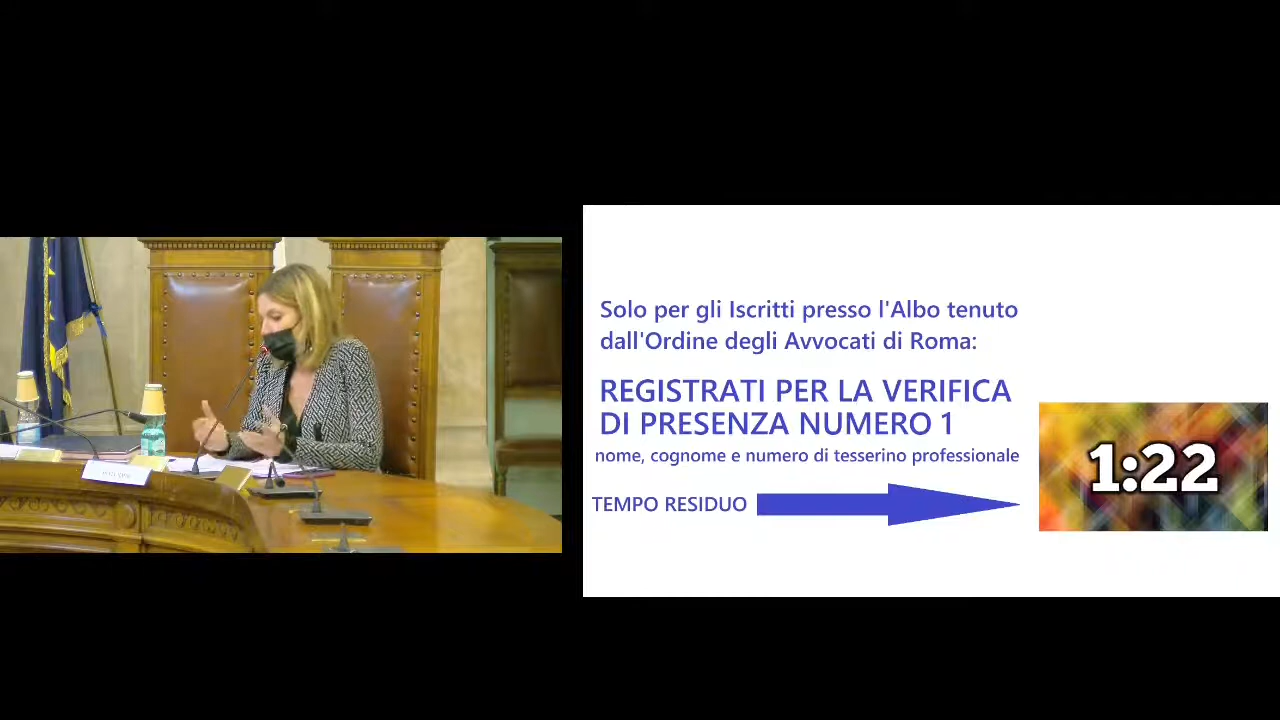 Solo per gli Iscritti presso l'Albo tenuto
dall'Ordine degli Avvocati di Roma:
REGISTRATI PER LA VERIFICA
DI PRESENZA NUMERO 1
nome, cognome e numero di tesserino professionale
TEMPO RESIDUO
1:22